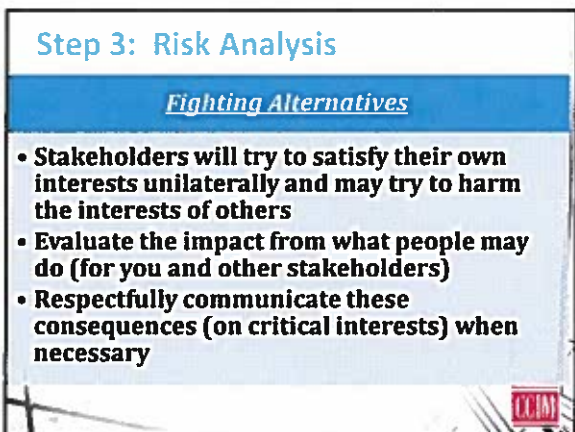 Step 3: Risk Analysis
Fighting Alternatives
• Stakeholders will try to satisfy their own
interests unilaterally and may try to harm
the interests of others
• Evaluate the impact from what people may
do (for you and other stakeholders)
• Respectfully communicate these
consequences (on critical interests) when
necessary
CCIM